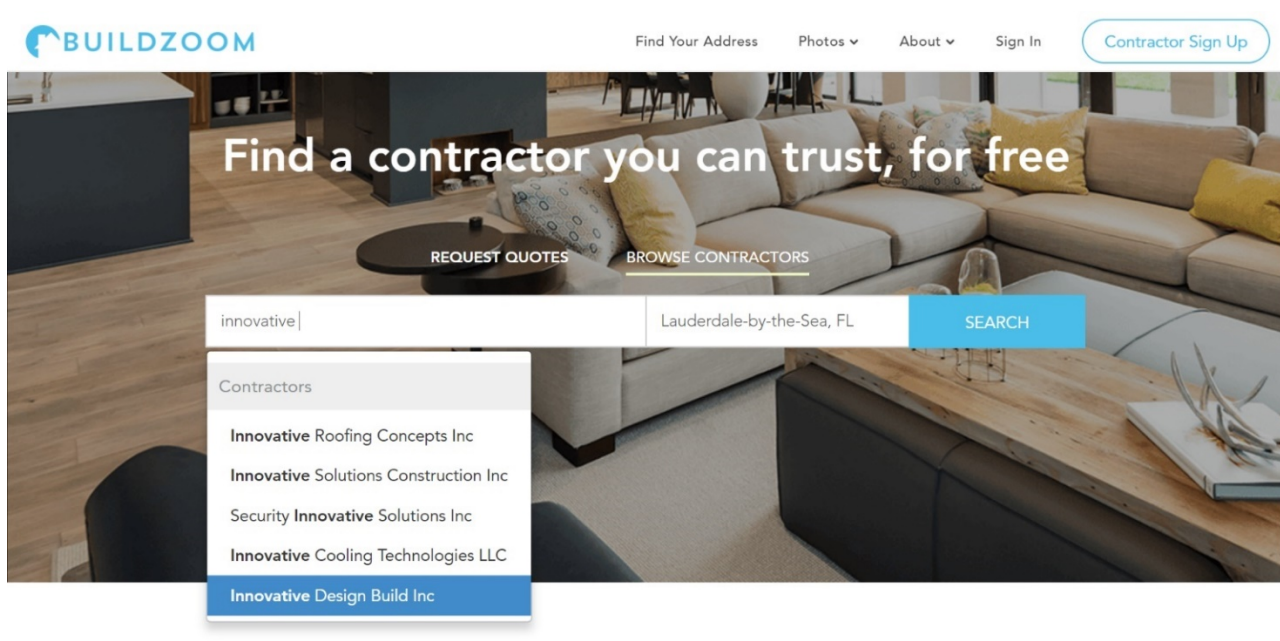 BUILDZOOM
Find Your Address Photos About Sign In Contractor Sign Up
Find a contractor you can trust, for free
REQUEST QUOTES BROWSE CONTRACTORS
innovative Lauderdale-by-the-Sea, FL SEARCH
Contractors
Innovative Roofing Concepts Inc
Innovative Solutions Construction Inc
Security Innovative Solutions Inc
Innovative Cooling Technologies LLC
Innovative Design Build Inc